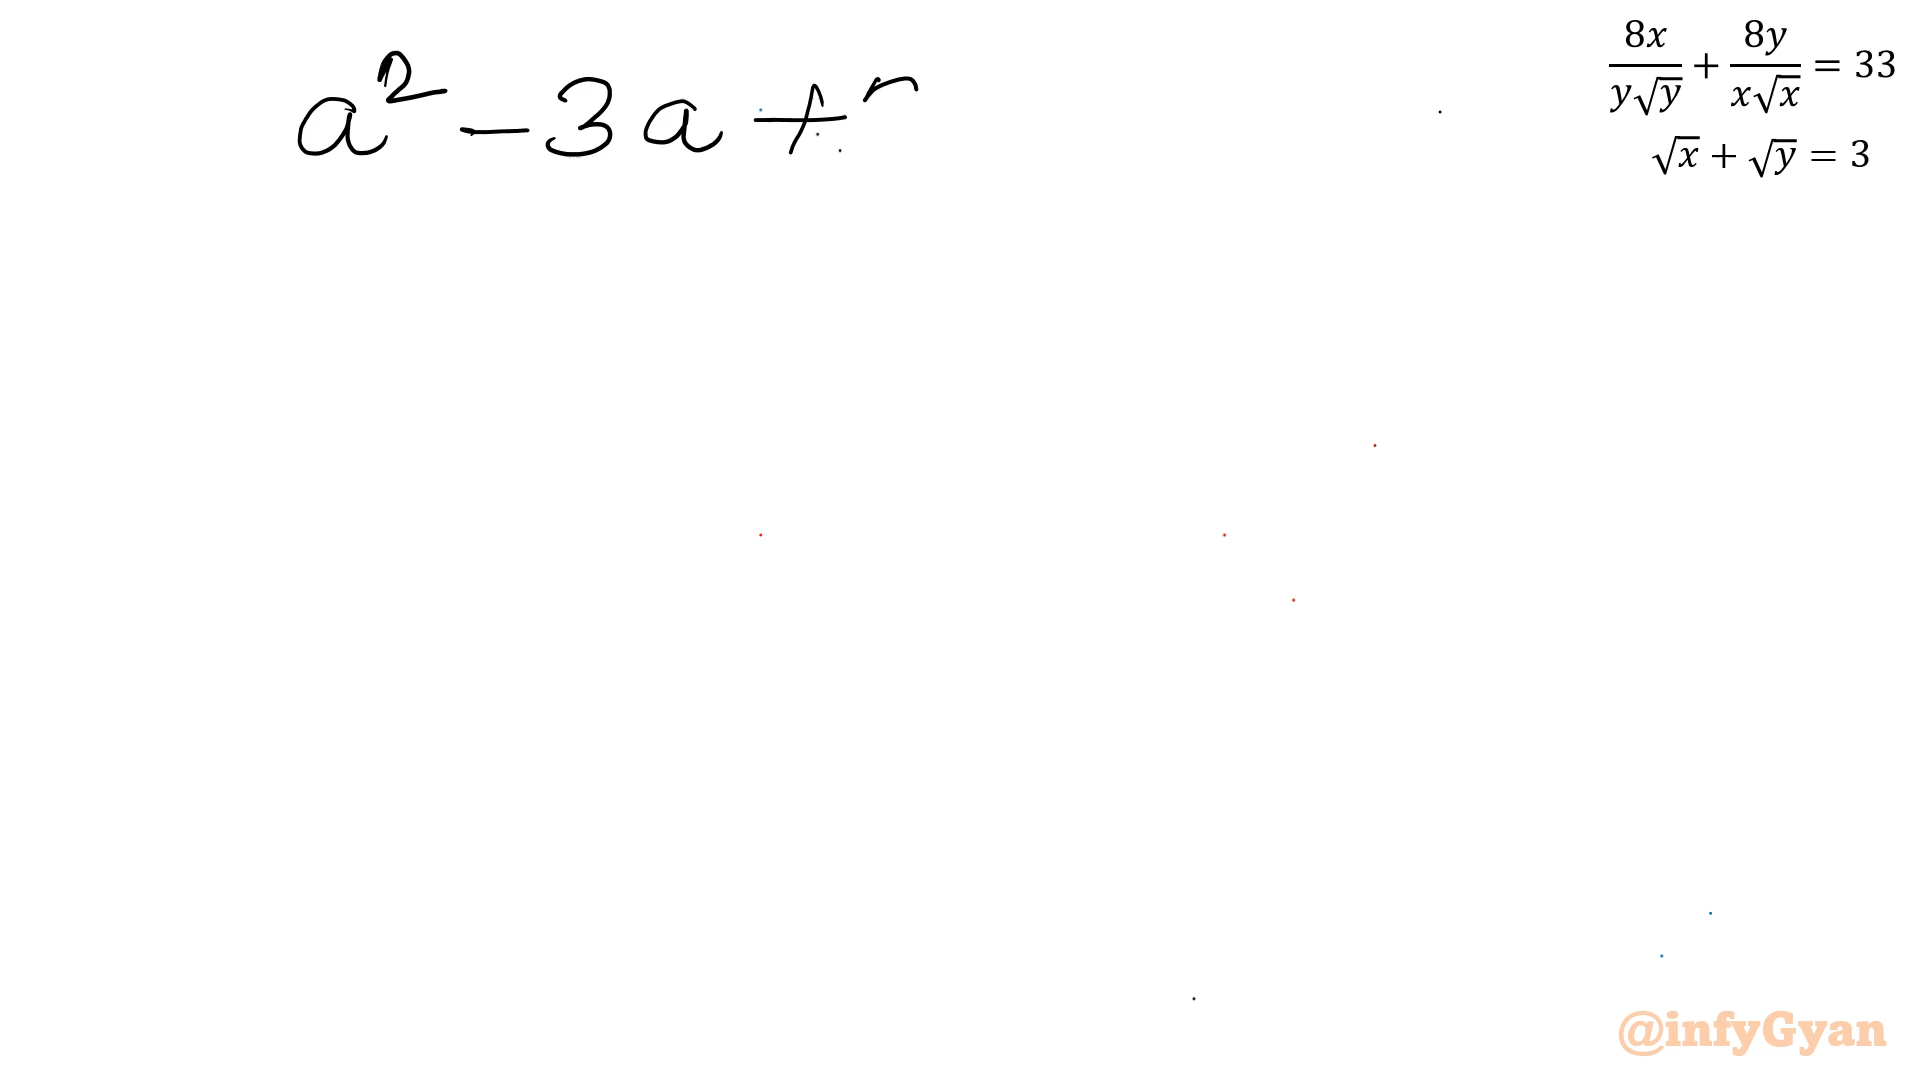 a² - 3a +
8x/(y√y) + 8y/(x√x) = 33
√x + √y = 3
@infyGyan